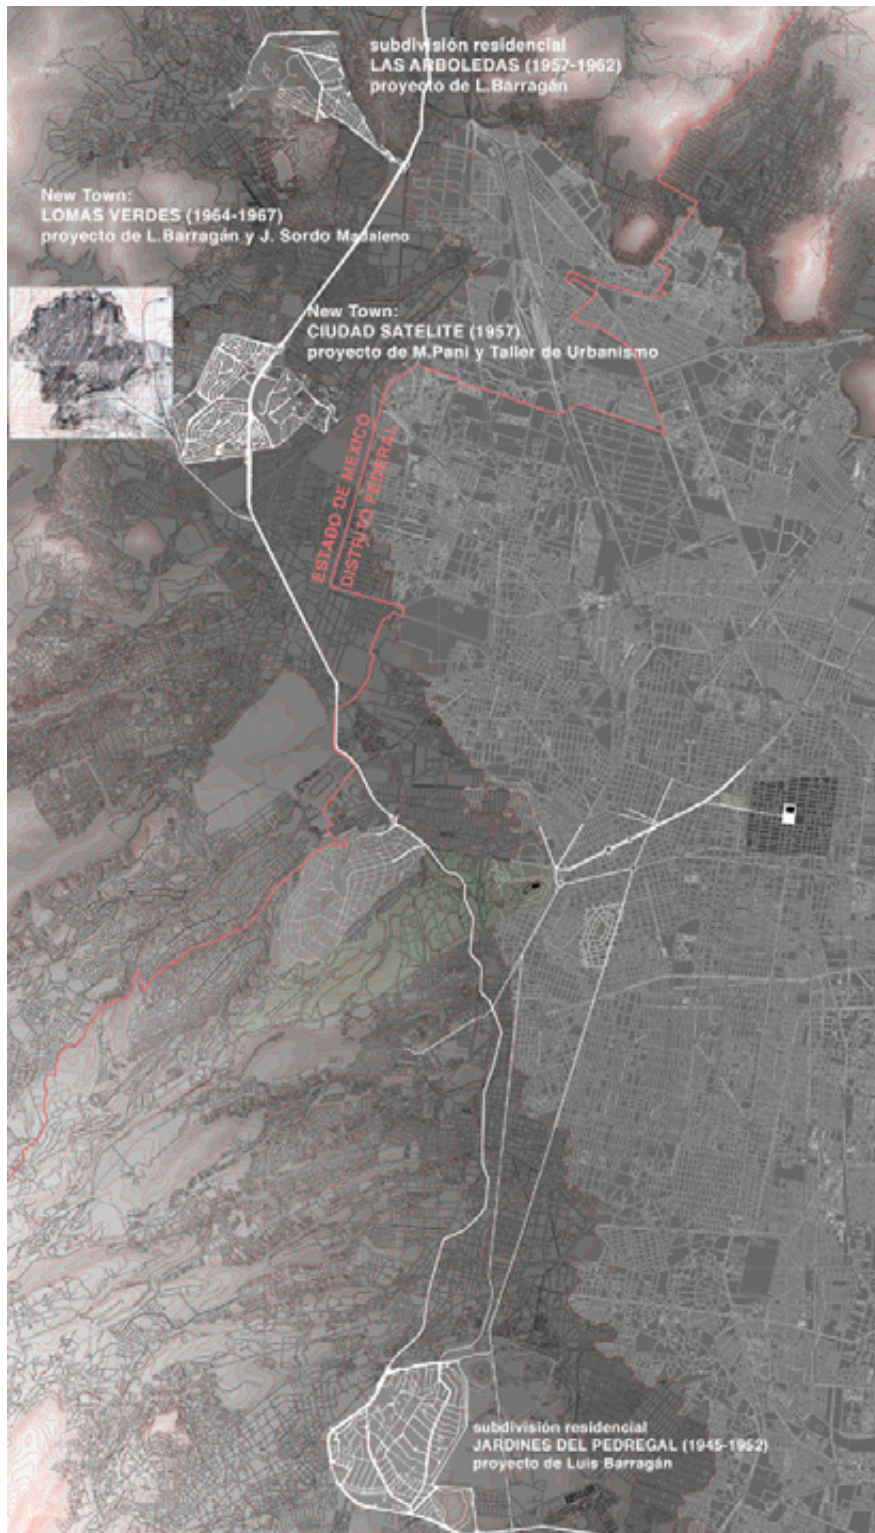 subdivisión residencial
LAS ARBOLEDAS (1957-1962)
proyecto de L.Barragán
New Town:
LOMAS VERDES (1964-1967)
proyecto de L.Barragán y J. Sordo Madaleno
New Town:
CIUDAD SATELITE (1957)
proyecto de M.Pani y Taller de Urbanismo
ESTADO DE MEXICO
DISTRITO FEDERAL
subdivisión residencial
JARDINES DEL PEDREGAL (1945-1952)
proyecto de Luis Barragán